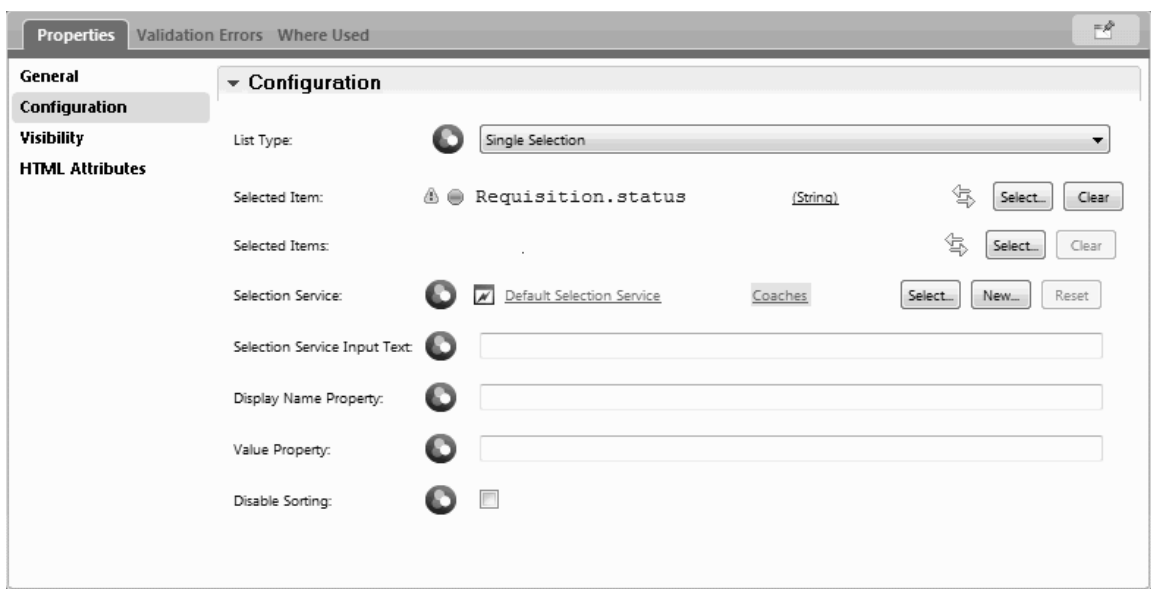 Properties Validation Errors Where Used
General
Configuration
Visibility
HTML Attributes
Configuration
List Type: Single Selection
Selected Item: Requisition.status (String) Select... Clear
Selected Items: Select... Clear
Selection Service: Default Selection Service Coaches Select... New... Reset
Selection Service Input Text:
Display Name Property:
Value Property:
Disable Sorting: